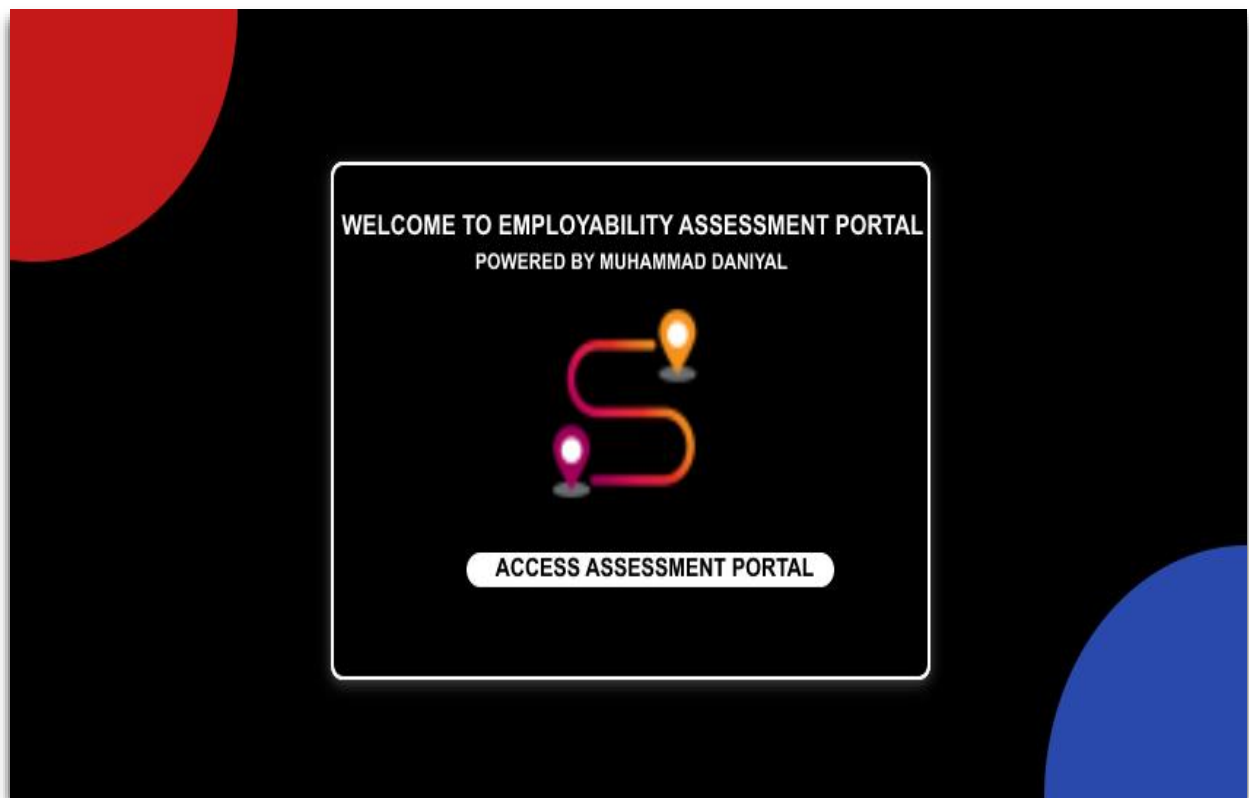 WELCOME TO EMPLOYABILITY ASSESSMENT PORTAL
POWERED BY MUHAMMAD DANIYAL
ACCESS ASSESSMENT PORTAL